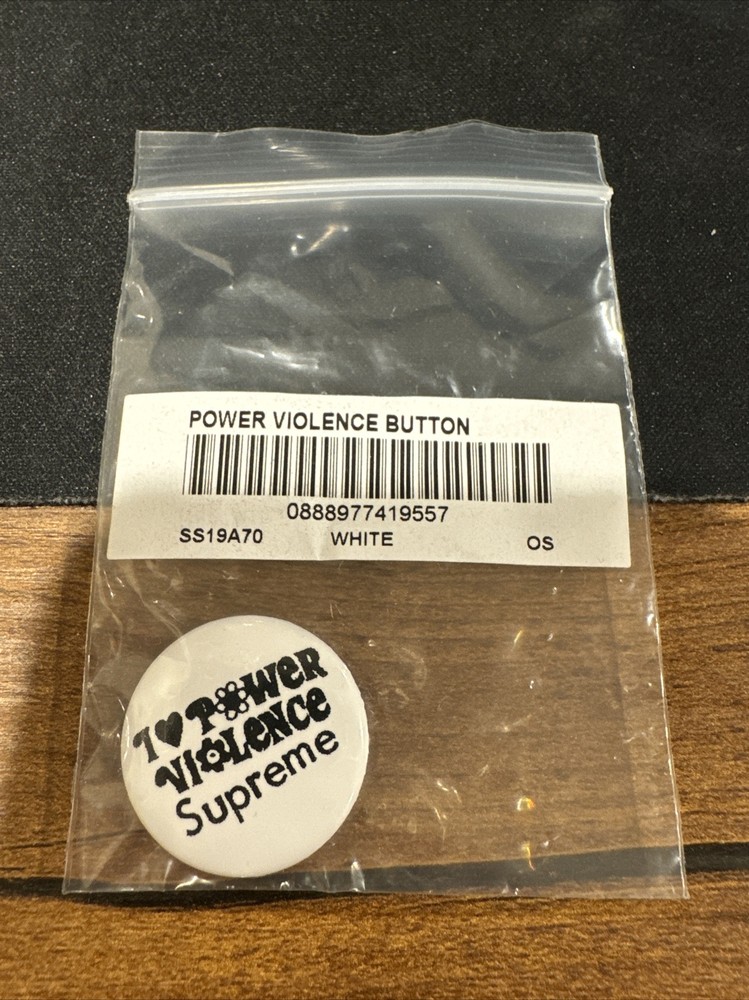 POWER VIOLENCE BUTTON
0888977419557
SS19A70 WHITE OS
I ♥ POWER
VIOLENCE
Supreme